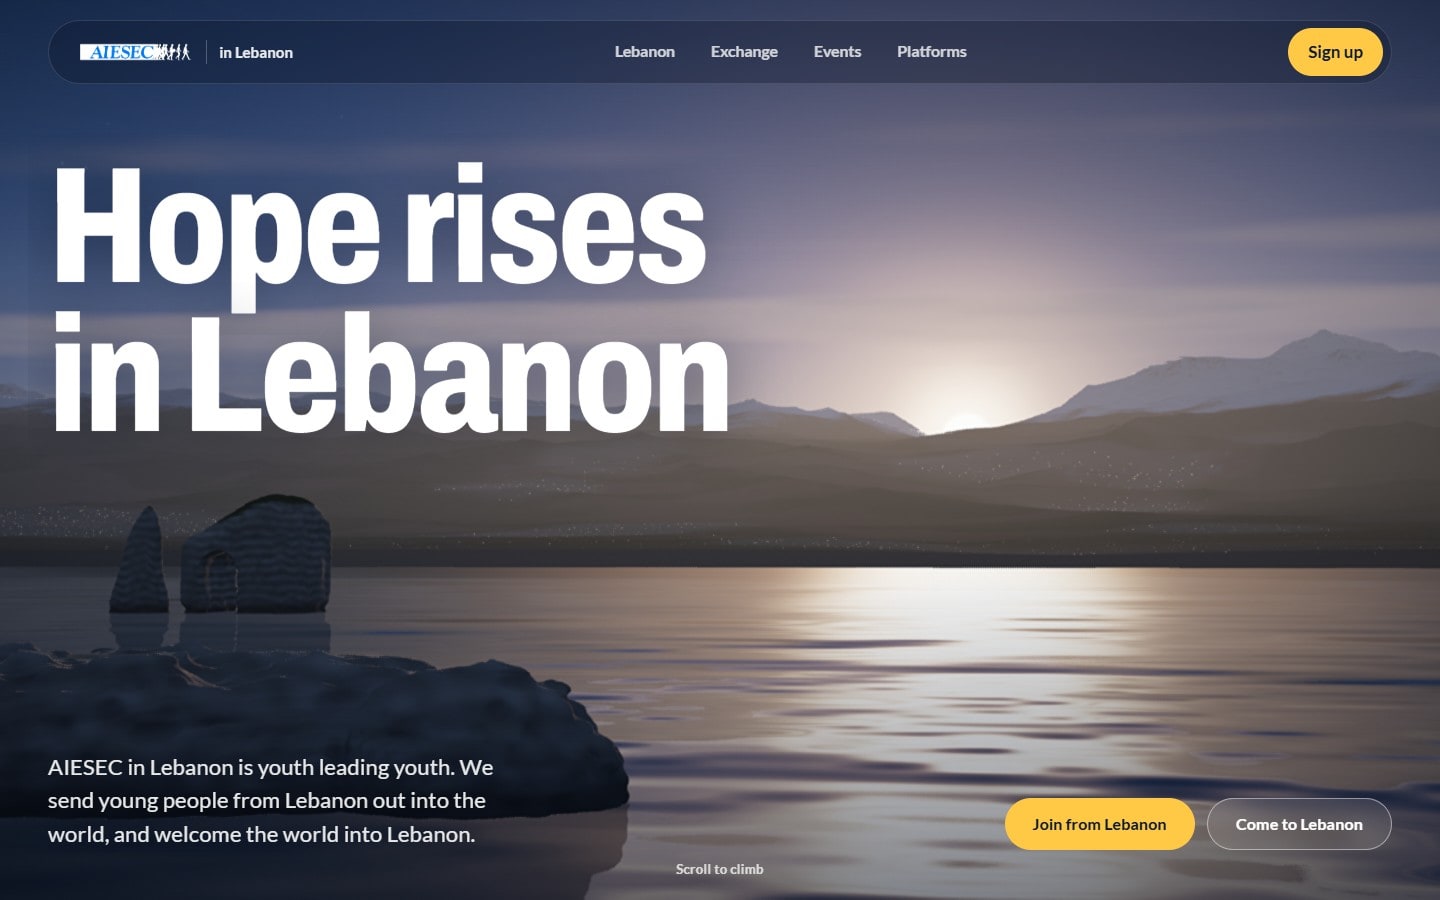 AIESEC
in Lebanon
Lebanon
Exchange
Events
Platforms
Sign up
Hope rises
in Lebanon
AIESEC in Lebanon is youth leading youth. We
send young people from Lebanon out into the
world, and welcome the world into Lebanon.
Join from Lebanon
Come to Lebanon
Scroll to climb